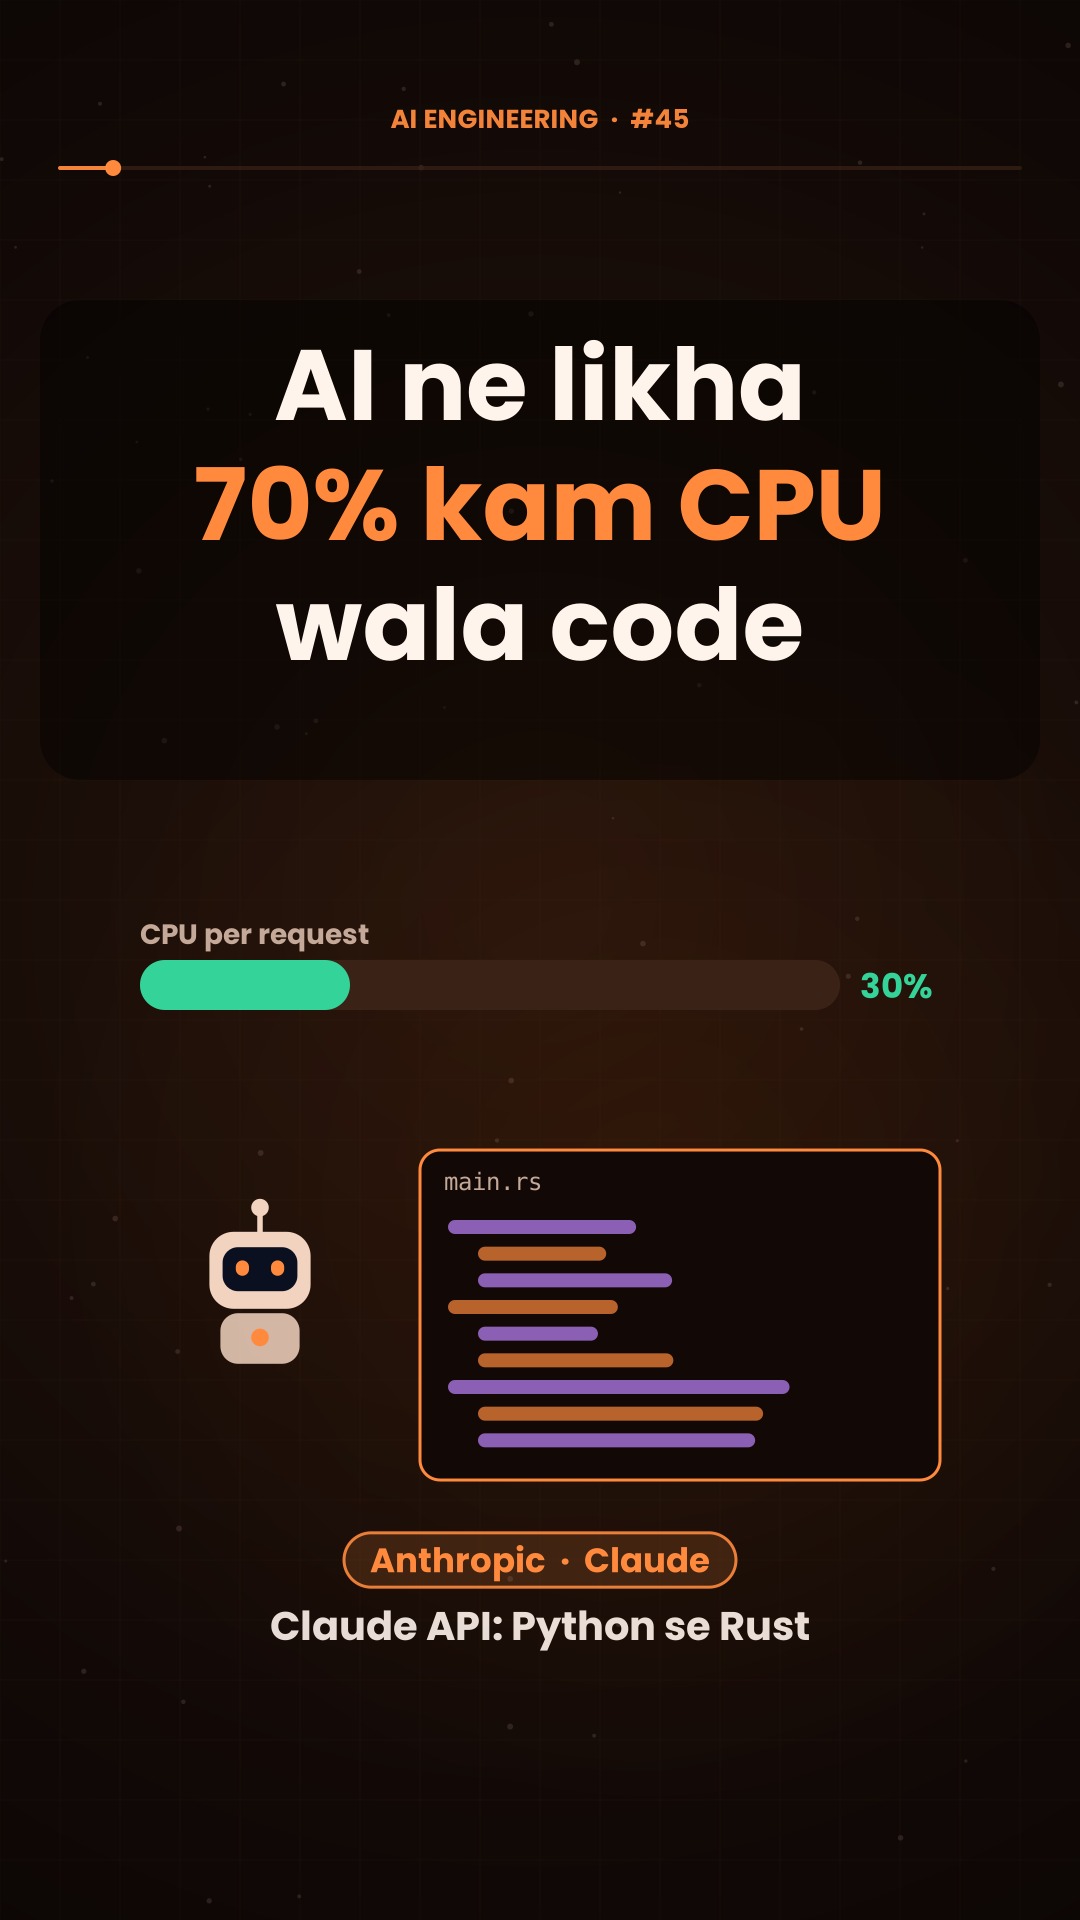 AI ENGINEERING · #45
AI ne likha
70% kam CPU
wala code
CPU per request
30%
main.rs
Anthropic · Claude
Claude API: Python se Rust